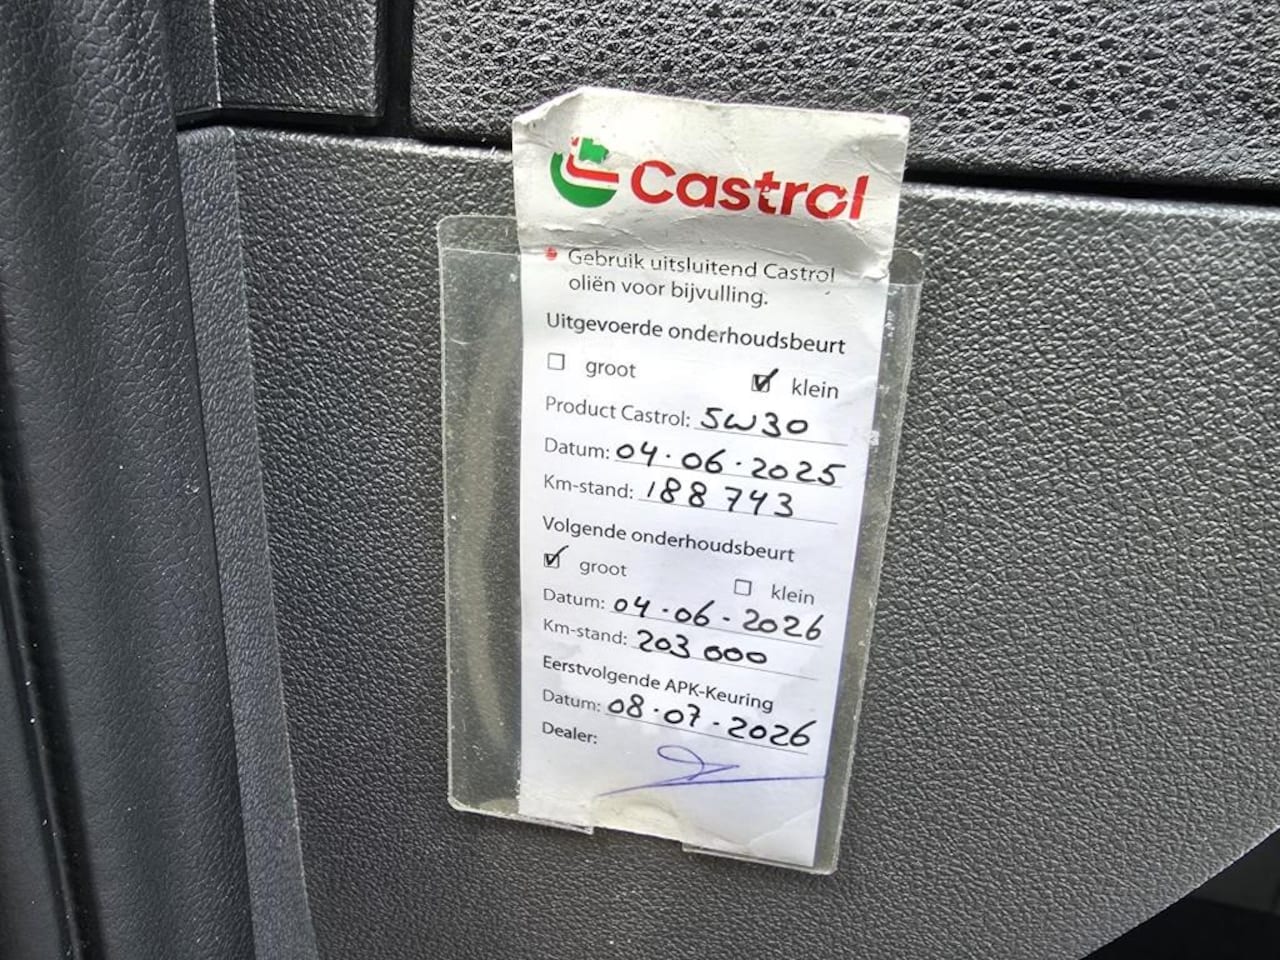 Castrol
Gebruik uitsluitend Castrol
oliën voor bijvulling.
Uitgevoerde onderhoudsbeurt
groot klein
Product Castrol: 5W30
Datum: 04·06·2025
Km-stand: 188 743
Volgende onderhoudsbeurt
groot klein
Datum: 04·06·2026
Km-stand: 203 000
Eerstvolgende APK-Keuring
Datum: 08·07·2026
Dealer: